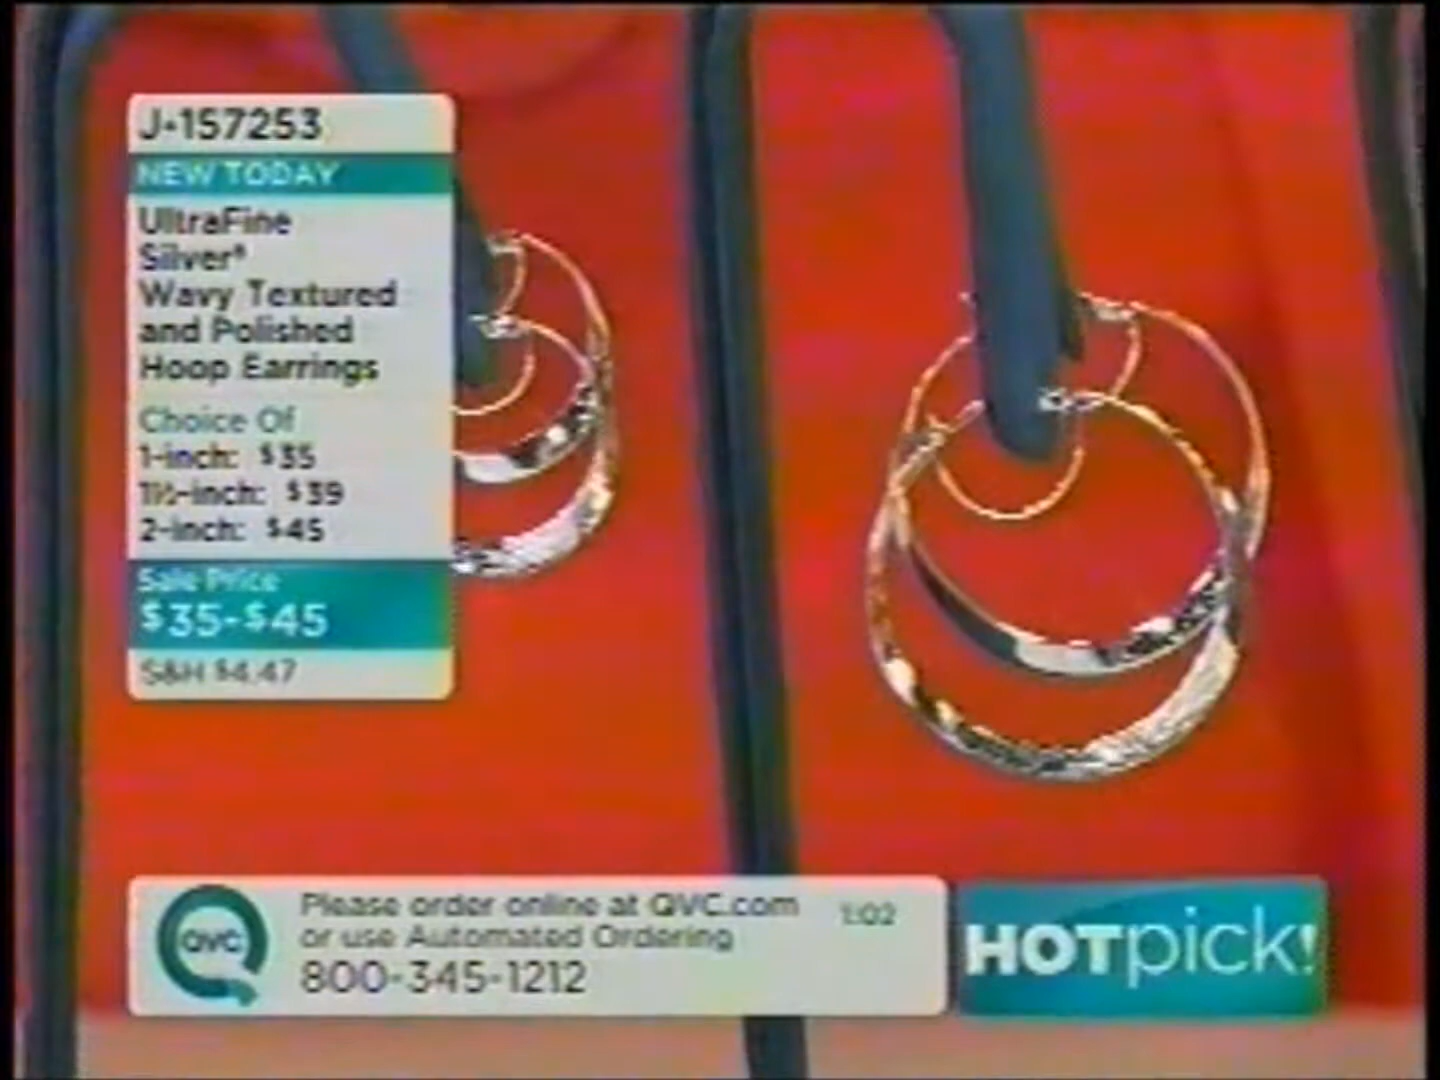 J-157253
NEW TODAY
UltraFine
Silver®
Wavy Textured
and Polished
Hoop Earrings
Choice Of
1-inch: $35
1½-inch: $39
2-inch: $45
Sale Price
$35-$45
S&H $4.47
QVC
Please order online at QVC.com
or use Automated Ordering
800-345-1212
1:02
HOTpick!